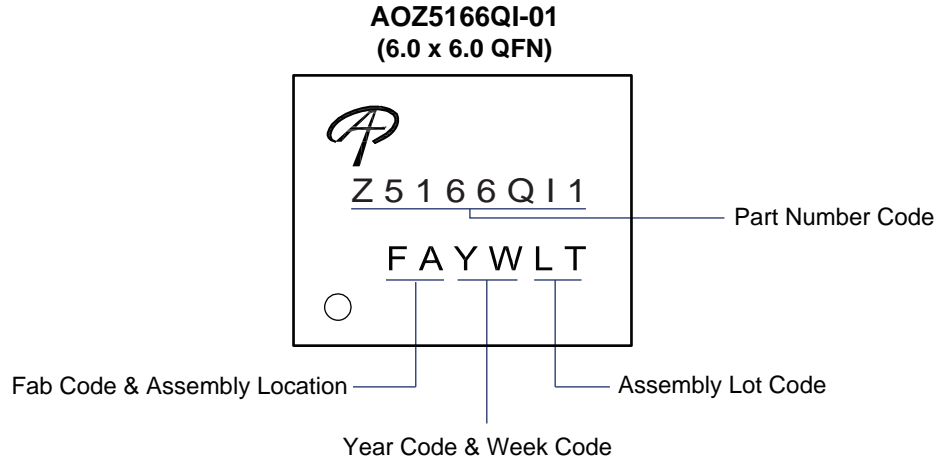 AOZ5166QI-01
(6.0 x 6.0 QFN)
Z5166QI1
Part Number Code
FAYWLT
Fab Code & Assembly Location
Assembly Lot Code
Year Code & Week Code